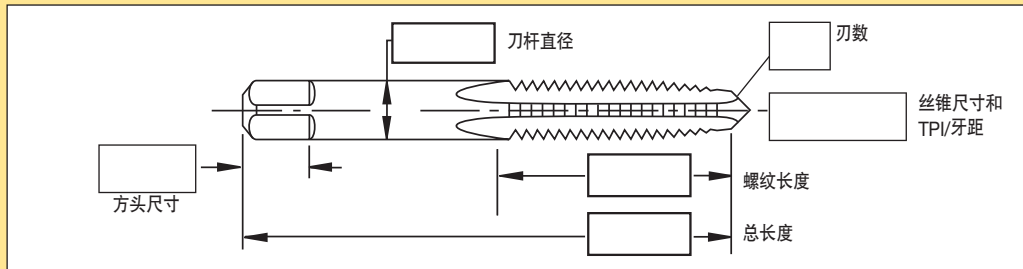 刀杆直径
刃数
丝锥尺寸和
TPI/牙距
方头尺寸
螺纹长度
总长度